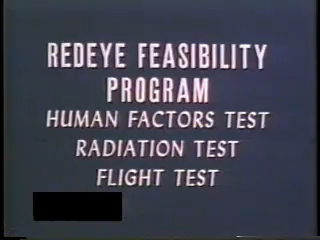 REDEYE FEASIBILITY
PROGRAM
HUMAN FACTORS TEST
RADIATION TEST
FLIGHT TEST